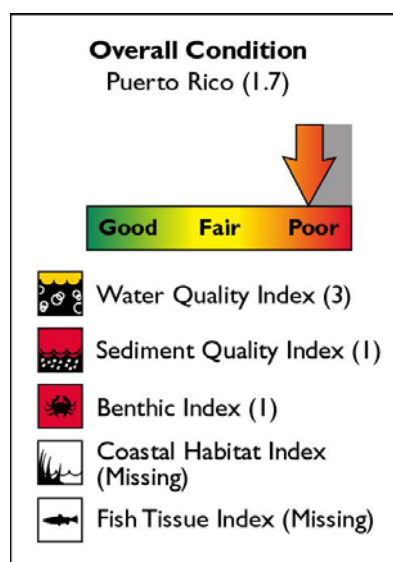 Overall Condition
Puerto Rico (1.7)
Good Fair Poor
Water Quality Index (3)
Sediment Quality Index (1)
Benthic Index (1)
Coastal Habitat Index
(Missing)
Fish Tissue Index (Missing)